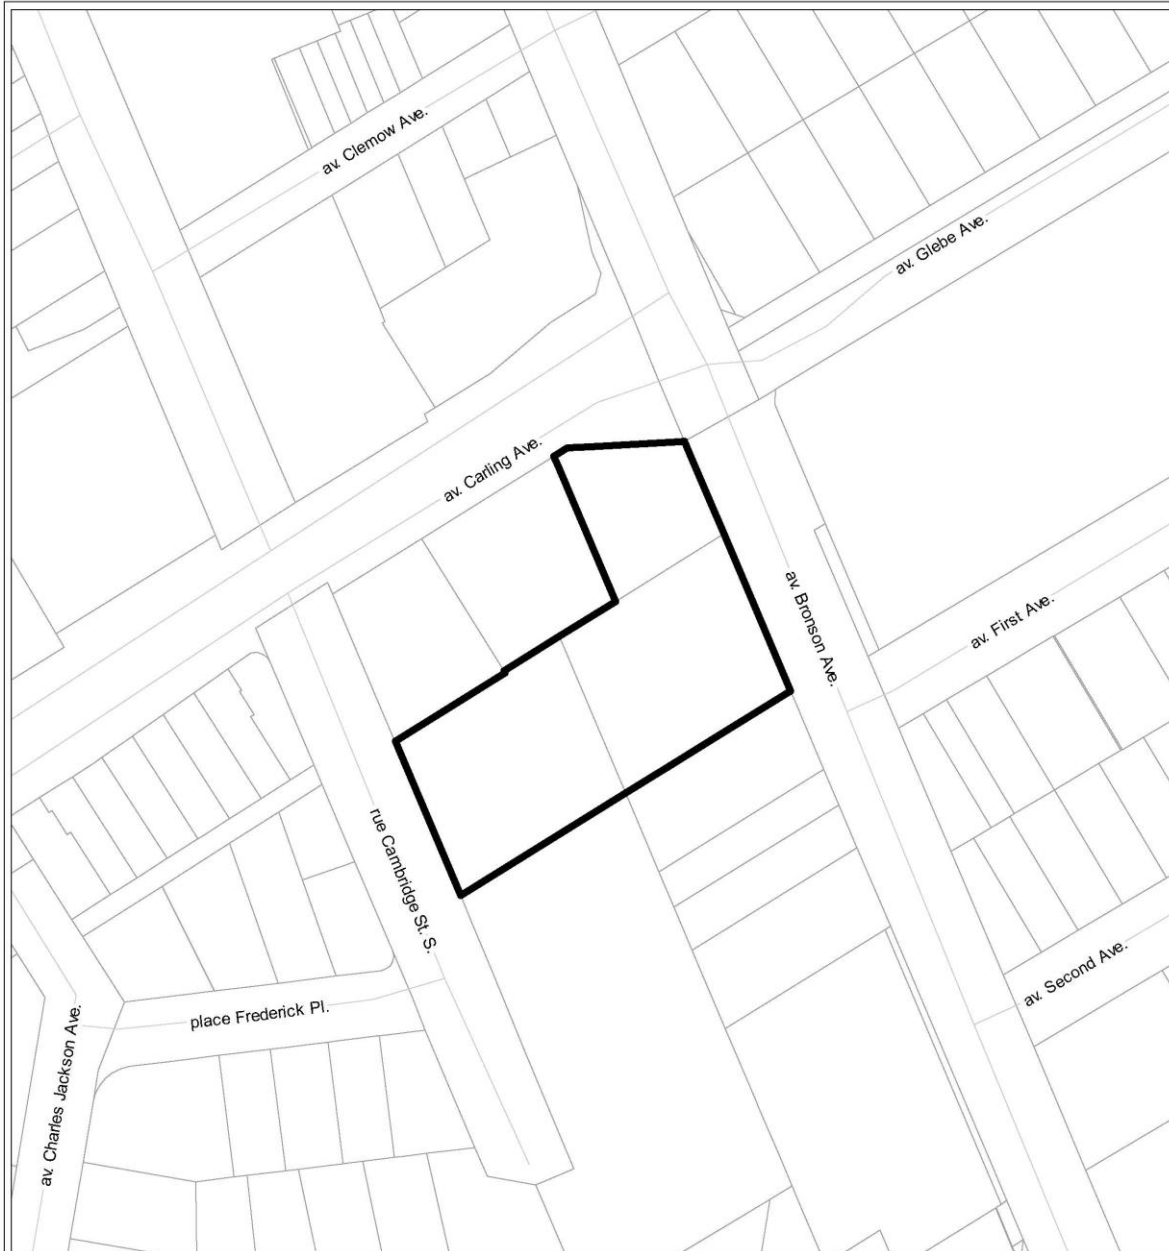 av. Clemow Ave.
av. Glebe Ave.
av. Carling Ave.
av. Bronson Ave.
av. First Ave.
rue Cambridge St. S.
av. Second Ave.
place Frederick Pl.
av. Charles Jackson Ave.